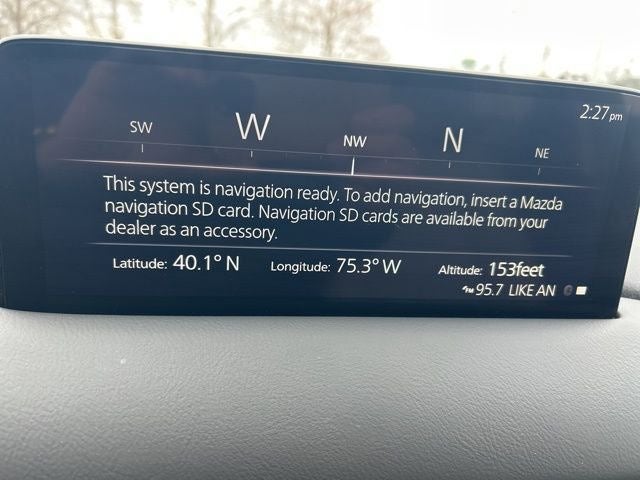 2:27pm
SW W NW N NE
This system is navigation ready. To add navigation, insert a Mazda
navigation SD card. Navigation SD cards are available from your
dealer as an accessory.
Latitude: 40.1° N Longitude: 75.3° W Altitude: 153feet
FM 95.7 LIKE AN